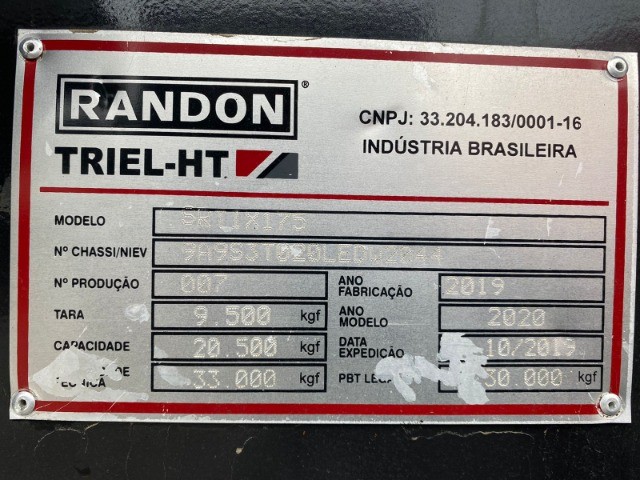 RANDON®
TRIEL-HT
CNPJ: 33.204.183/0001-16
INDÚSTRIA BRASILEIRA
MODELO
Nº CHASSI/NIEV
Nº PRODUÇÃO 007
ANO FABRICAÇÃO 2019
TARA 9.500 kgf
ANO MODELO 2020
CAPACIDADE 20.500 kgf
DATA EXPEDIÇÃO 10/2019
33.000 kgf
PBT 30.000 kgf